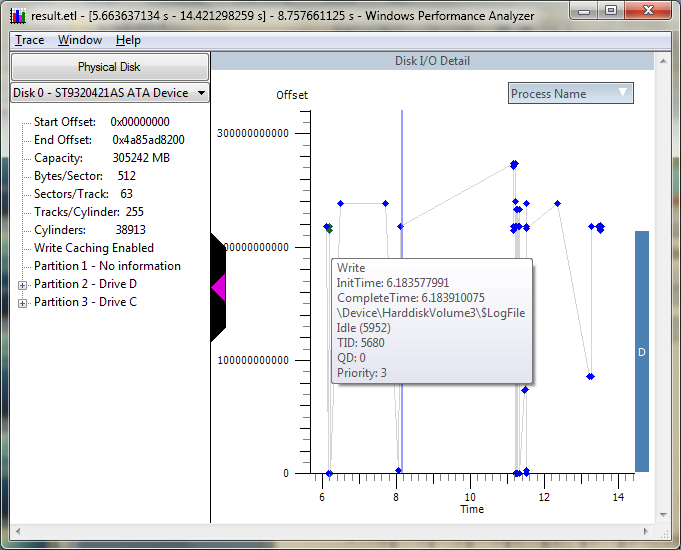 result.etl - [5.663637134 s - 14.421298259 s] - 8.757661125 s - Windows Performance Analyzer
Trace Window Help
Physical Disk
Disk 0 - ST9320421AS ATA Device
Start Offset: 0x00000000
End Offset: 0x4a85ad8200
Capacity: 305242 MB
Bytes/Sector: 512
Sectors/Track: 63
Tracks/Cylinder: 255
Cylinders: 38913
Write Caching Enabled
Partition 1 - No information
Partition 2 - Drive D
Partition 3 - Drive C
Disk I/O Detail
Offset
Process Name
300000000000
00000000000
Write
InitTime: 6.183577991
CompleteTime: 6.183910075
\Device\HarddiskVolume3\$LogFile
Idle (5952)
TID: 5680
QD: 0
Priority: 3
100000000000
D
0
6 8 10 12 14
Time